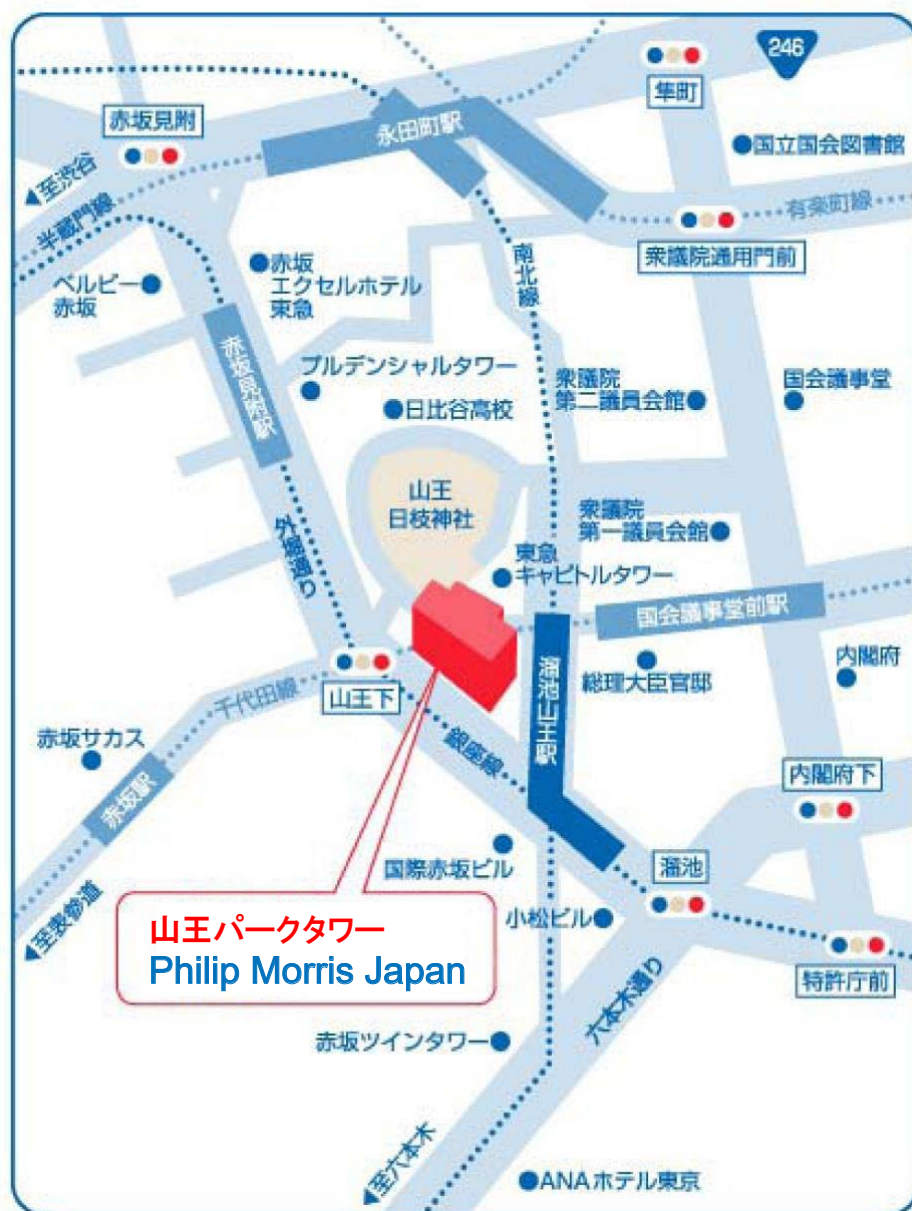 246
隼町
赤坂見附
永田町駅
国立国会図書館
◀至渋谷
半蔵門線
有楽町線
衆議院通用門前
南北線
赤坂
エクセルホテル
東急
ベルビー
赤坂
赤坂見附駅
プルデンシャルタワー
日比谷高校
衆議院
第二議員会館
国会議事堂
山王
日枝神社
外堀通り
衆議院
第一議員会館
東急
キャピトルタワー
国会議事堂前駅
溜池山王駅
総理大臣官邸
内閣府
山王下
千代田線
赤坂サカス
赤坂駅
銀座線
内閣府下
国際赤坂ビル
溜池
小松ビル
特許庁前
◀至表参道
山王パークタワー
Philip Morris Japan
六本木通り
赤坂ツインタワー
◀至六本木
ANAホテル東京